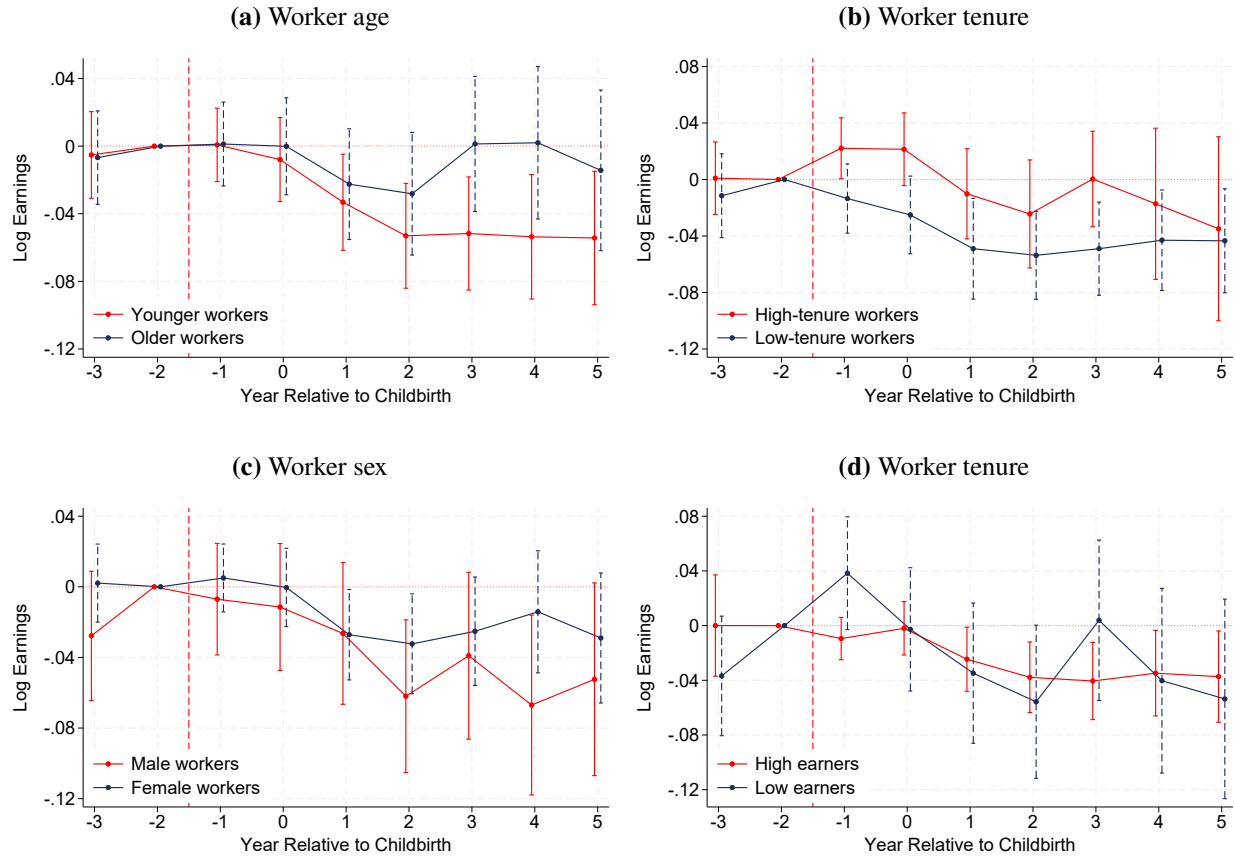 (a) Worker age
.04
0
-.04
-.08
-.12
Log Earnings
Younger workers
Older workers
-3 -2 -1 0 1 2 3 4 5
Year Relative to Childbirth
(b) Worker tenure
.08
.04
0
-.04
-.08
-.12
Log Earnings
High-tenure workers
Low-tenure workers
-3 -2 -1 0 1 2 3 4 5
Year Relative to Childbirth
(c) Worker sex
.04
0
-.04
-.08
-.12
Log Earnings
Male workers
Female workers
-3 -2 -1 0 1 2 3 4 5
Year Relative to Childbirth
(d) Worker tenure
.08
.04
0
-.04
-.08
-.12
Log Earnings
High earners
Low earners
-3 -2 -1 0 1 2 3 4 5
Year Relative to Childbirth